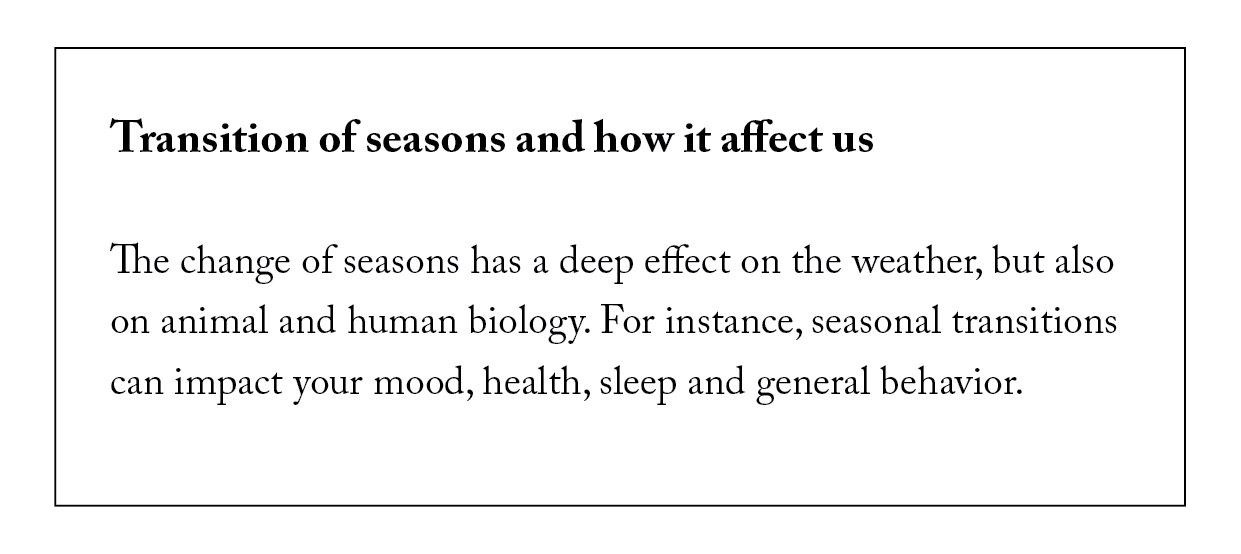 Transition of seasons and how it affect us
The change of seasons has a deep effect on the weather, but also
on animal and human biology. For instance, seasonal transitions
can impact your mood, health, sleep and general behavior.